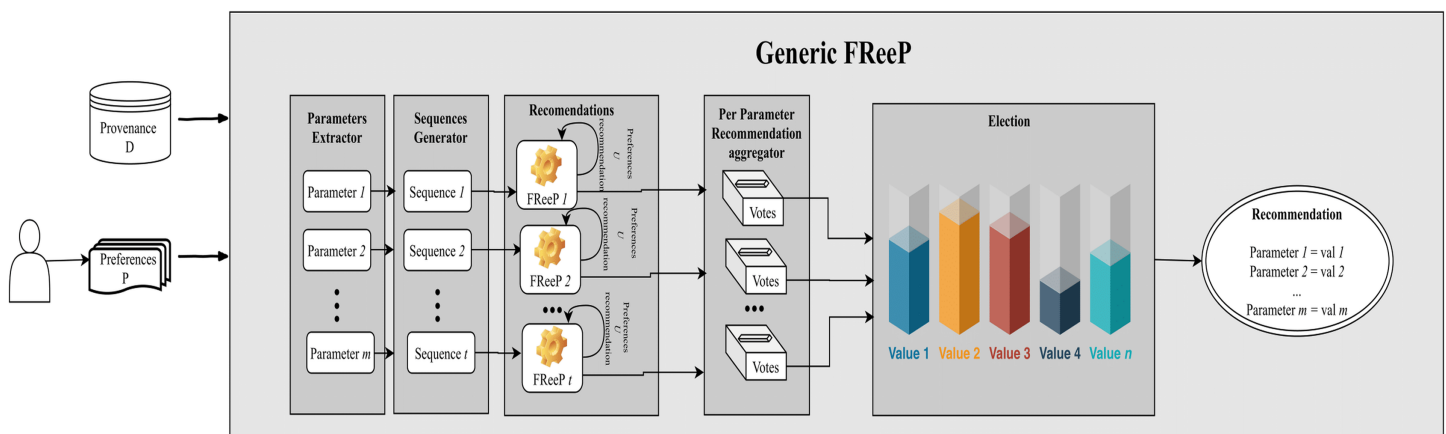 Generic FReeP
Provenance
D
Preferences
P
Parameters
Extractor
Parameter 1
Parameter 2
Parameter m
Sequences
Generator
Sequence 1
Sequence 2
Sequence t
Recomendations
FReeP 1
Preferences
U
recommendation
FReeP 2
Preferences
U
recommendation
...
FReeP t
Preferences
U
recommendation
Per Parameter
Recommendation
aggregator
Votes
Votes
...
Votes
Election
Value 1
Value 2
Value 3
Value 4
Value n
Recommendation
Parameter 1 = val 1
Parameter 2 = val 2
...
Parameter m = val m